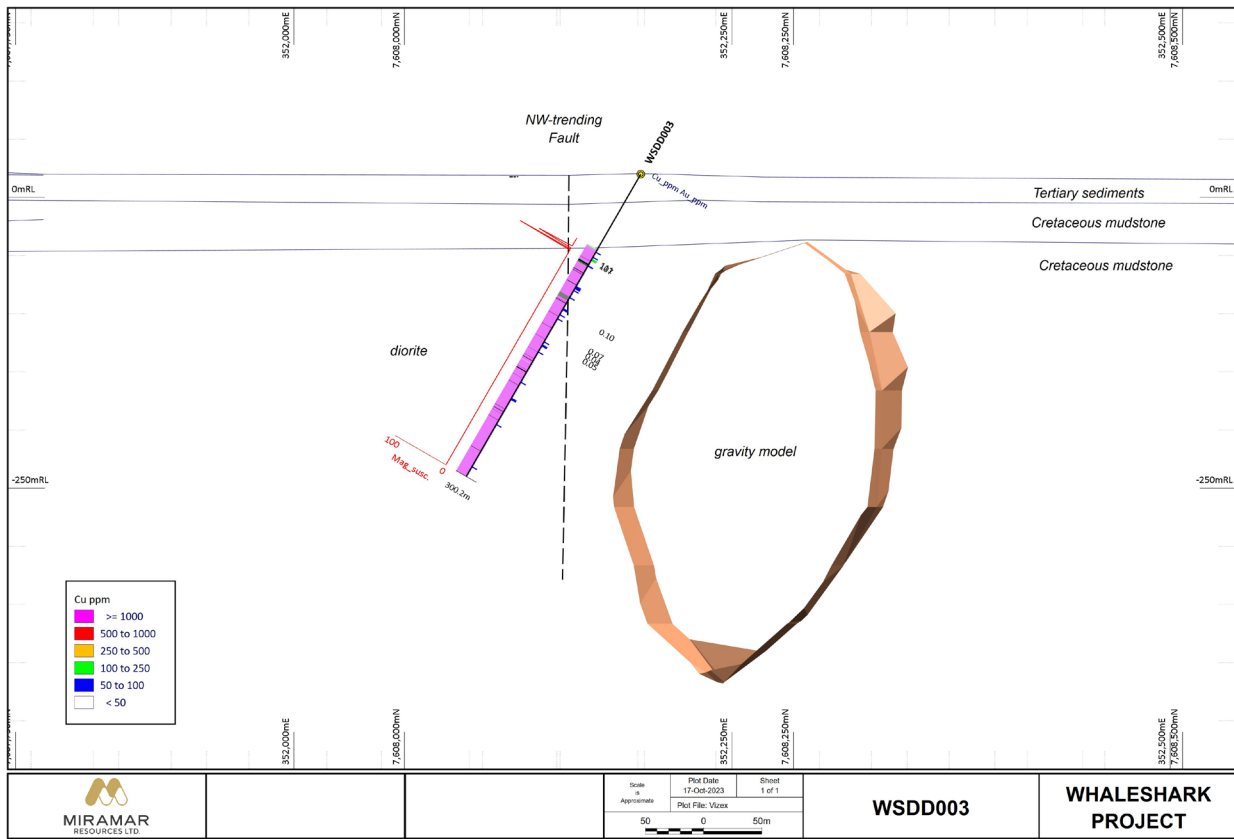 352,000mE
7,608,000mN
352,250mE
7,608,250mN
352,500mE
7,608,500mN
NW-trending
Fault
WSDD003
Cu_ppm Au_ppm
0mRL
0mRL
Tertiary sediments
Cretaceous mudstone
Cretaceous mudstone
0.10
0.07
0.04
0.05
diorite
gravity model
100
Mag_susc.
0
300.2m
-250mRL
-250mRL
Cu ppm
>= 1000
500 to 1000
250 to 500
100 to 250
50 to 100
< 50
352,000mE
7,608,000mN
352,250mE
7,608,250mN
352,500mE
7,608,500mN
MIRAMAR
RESOURCES LTD.
Scale
is
Approximate
Plot Date
17-Oct-2023
Sheet
1 of 1
Plot File: Vizex
50 0 50m
WSDD003
WHALESHARK
PROJECT